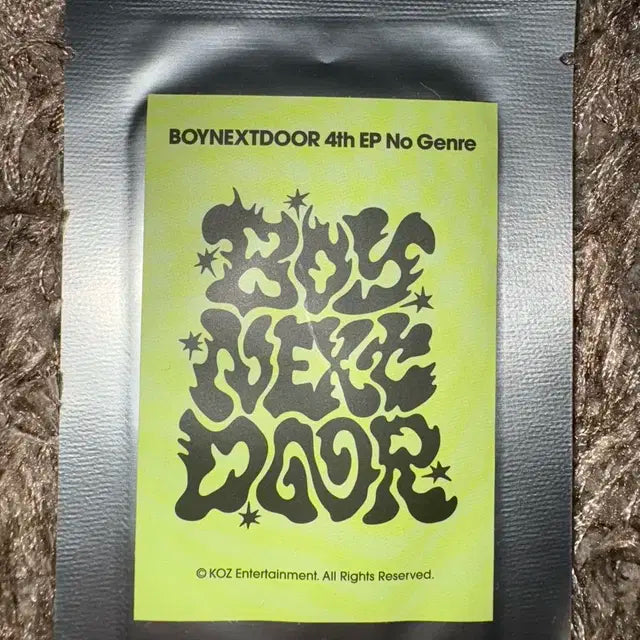 BOYNEXTDOOR 4th EP No Genre
BOY
NEXT
DOOR
© KOZ Entertainment. All Rights Reserved.